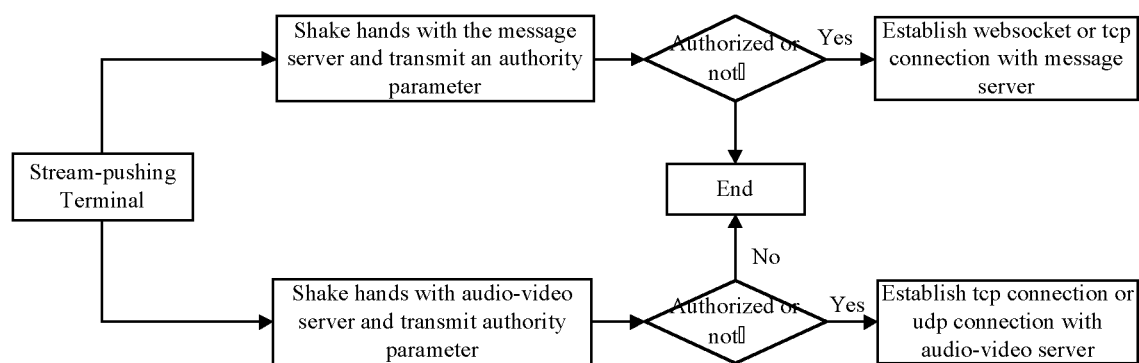 Shake hands with the message
server and transmit an authority
parameter
Authorized or
not▯
Yes
Establish websocket or tcp
connection with message
server
Stream-pushing
Terminal
End
No
Shake hands with audio-video
server and transmit authority
parameter
Authorized or
not▯
Yes
Establish tcp connection or
udp connection with
audio-video server